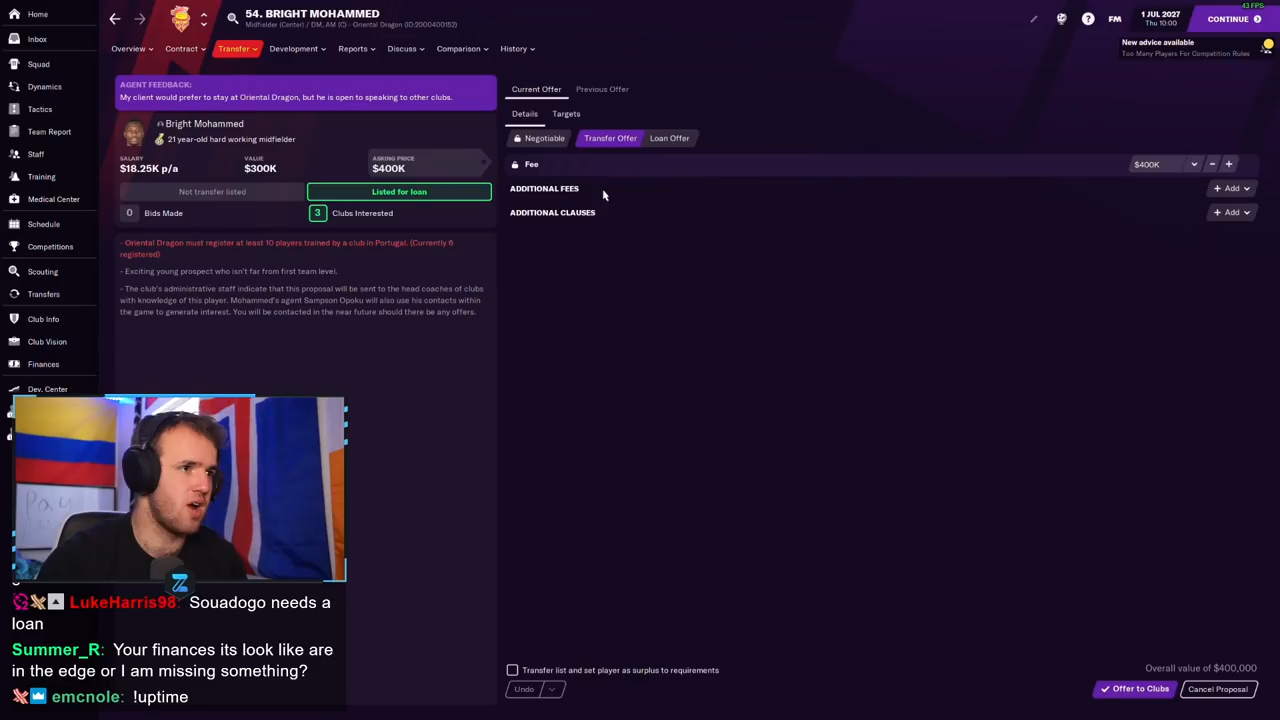 43 FPS
54. BRIGHT MOHAMMED
Midfielder (Center) / DM, AM (C) - Oriental Dragon (ID:2000400152)
FM
1 JUL 2027
Thu 10:00
CONTINUE
New advice available
Too Many Players For Competition Rules
Home
Inbox
Squad
Dynamics
Tactics
Team Report
Staff
Training
Medical Center
Schedule
Competitions
Scouting
Transfers
Club Info
Club Vision
Finances
Dev. Center
Overview
Contract
Transfer
Development
Reports
Discuss
Comparison
History
AGENT FEEDBACK:
My client would prefer to stay at Oriental Dragon, but he is open to speaking to other clubs.
Bright Mohammed
21 year-old hard working midfielder
SALARY
$18.25K p/a
VALUE
$300K
ASKING PRICE
$400K
Not transfer listed
Listed for loan
0 Bids Made
3 Clubs Interested
- Oriental Dragon must register at least 10 players trained by a club in Portugal. (Currently 6
registered)
- Exciting young prospect who isn't far from first team level.
- The club's administrative staff indicate that this proposal will be sent to the head coaches of clubs
with knowledge of this player. Mohammed's agent Sampson Opoku will also use his contacts within
the game to generate interest. You will be contacted in the near future should there be any offers.
Current Offer
Previous Offer
Details
Targets
Negotiable
Transfer Offer
Loan Offer
Fee
$400K
ADDITIONAL FEES
+ Add
ADDITIONAL CLAUSES
+ Add
LukeHarris98: Souadogo needs a
loan
Summer_R: Your finances its look like are
in the edge or I am missing something?
emcnole: !uptime
Transfer list and set player as surplus to requirements
Undo
Overall value of $400,000
Offer to Clubs
Cancel Proposal